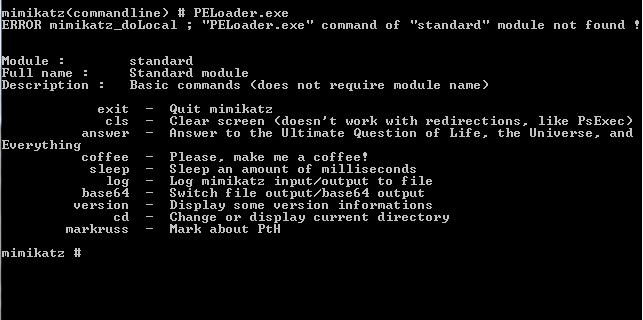 mimikatz(commandline) # PELoader.exe
ERROR mimikatz_doLocal ; "PELoader.exe" command of "standard" module not found !
Module :        standard
Full name :     Standard module
Description :   Basic commands (does not require module name)
exit  -  Quit mimikatz
cls  -  Clear screen (doesn't work with redirections, like PsExec)
answer  -  Answer to the Ultimate Question of Life, the Universe, and
Everything
coffee  -  Please, make me a coffee!
sleep  -  Sleep an amount of milliseconds
log  -  Log mimikatz input/output to file
base64  -  Switch file output/base64 output
version  -  Display some version informations
cd  -  Change or display current directory
markruss  -  Mark about PtH
mimikatz #